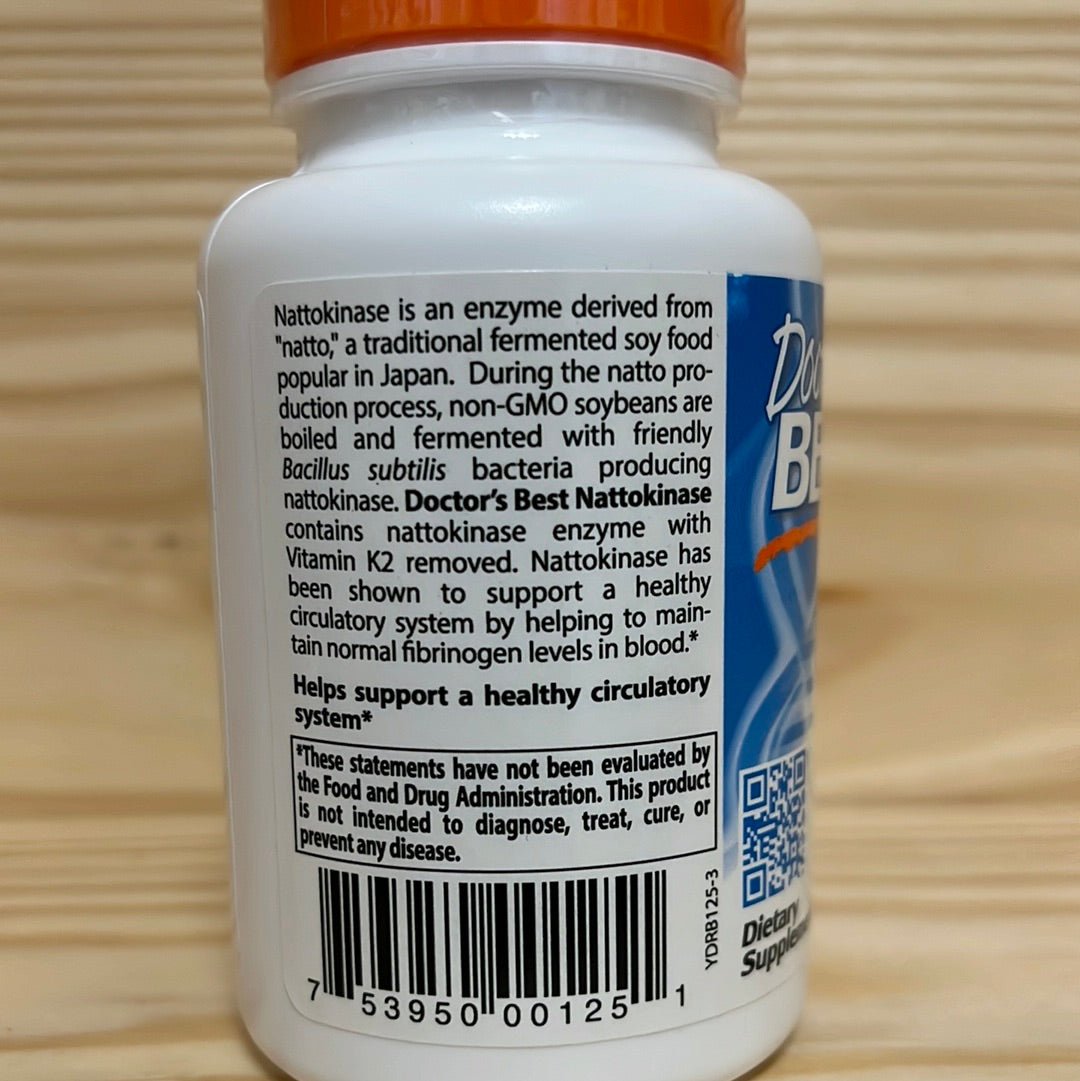 Nattokinase is an enzyme derived from
"natto," a traditional fermented soy food
popular in Japan. During the natto pro-
duction process, non-GMO soybeans are
boiled and fermented with friendly
Bacillus subtilis bacteria producing
nattokinase. Doctor's Best Nattokinase
contains nattokinase enzyme with
Vitamin K2 removed. Nattokinase has
been shown to support a healthy
circulatory system by helping to main-
tain normal fibrinogen levels in blood.*
Helps support a healthy circulatory
system*
*These statements have not been evaluated by
the Food and Drug Administration. This product
is not intended to diagnose, treat, cure, or
prevent any disease.
7 53950 00125 1
YDRB125-3
Dietary